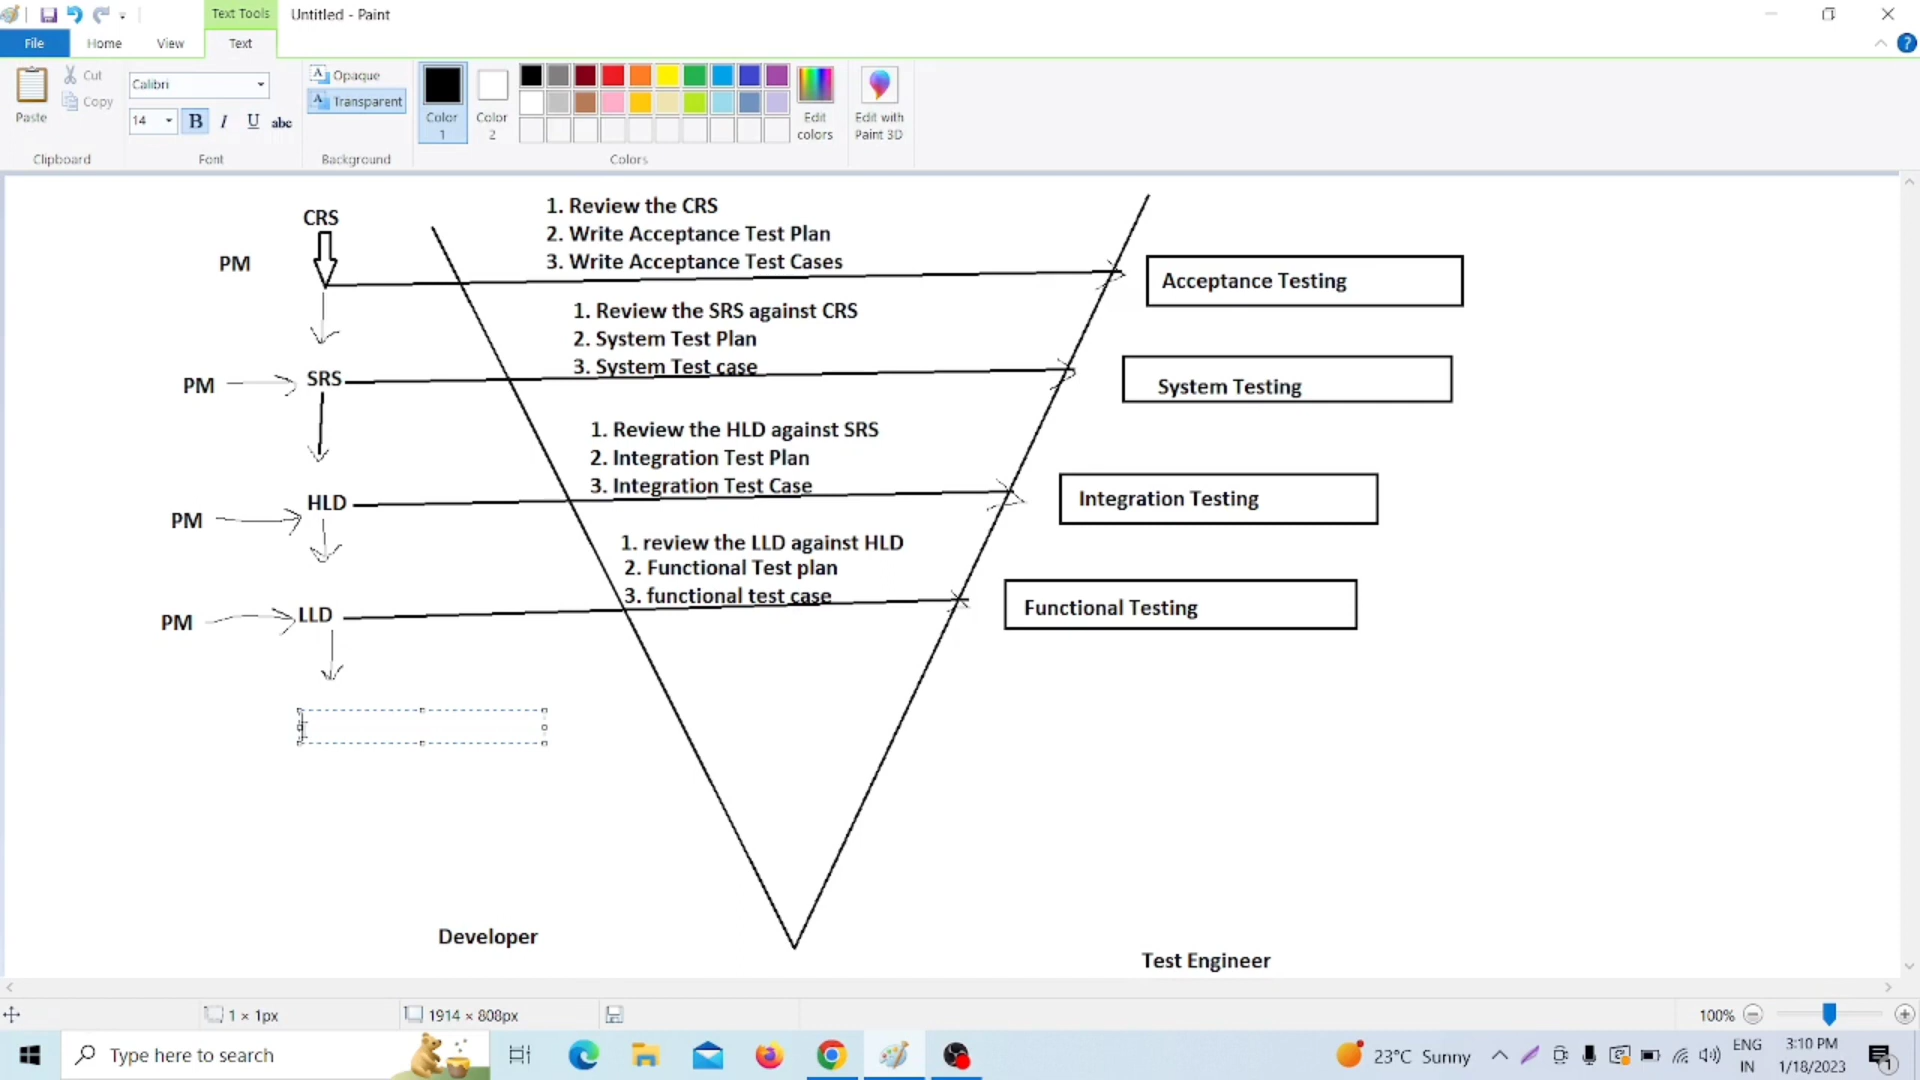 Text Tools
Untitled - Paint
File
Home
View
Text
Paste
Cut
Copy
Clipboard
Calibri
14
B
I
U
abc
Font
Opaque
Transparent
Background
Color
1
Color
2
Edit
colors
Colors
Edit with
Paint 3D
CRS
PM
1. Review the CRS
2. Write Acceptance Test Plan
3. Write Acceptance Test Cases
Acceptance Testing
1. Review the SRS against CRS
2. System Test Plan
3. System Test case
PM
SRS
System Testing
1. Review the HLD against SRS
2. Integration Test Plan
3. Integration Test Case
PM
HLD
Integration Testing
1. review the LLD against HLD
2. Functional Test plan
3. functional test case
PM
LLD
Functional Testing
Developer
Test Engineer
1 × 1px
1914 × 808px
100%
Type here to search
23°C Sunny
ENG
IN
3:10 PM
1/18/2023
1